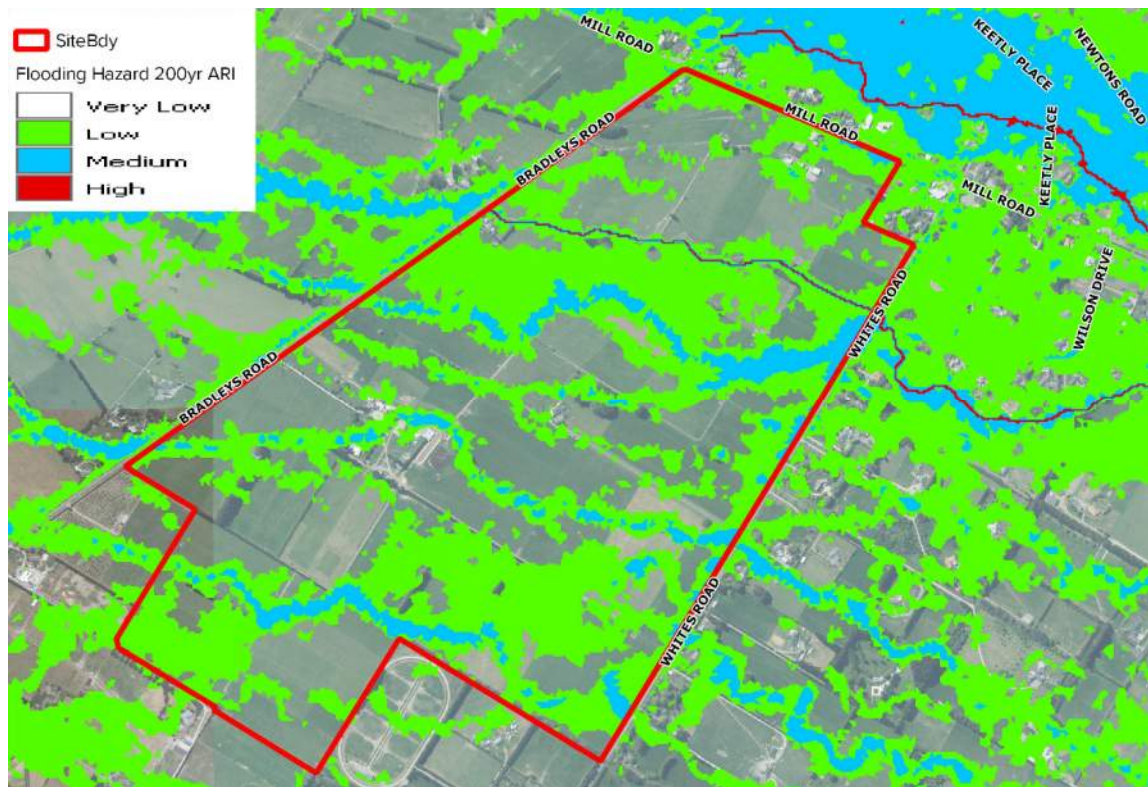 SiteBdy
Flooding Hazard 200yr ARI
Very Low
Low
Medium
High
MILL ROAD
KEETLY PLACE
NEWTONS ROAD
BRADLEYS ROAD
MILL ROAD
KEETLY PLACE
MILL ROAD
WILSON DRIVE
WHITES ROAD
BRADLEYS ROAD
WHITES ROAD